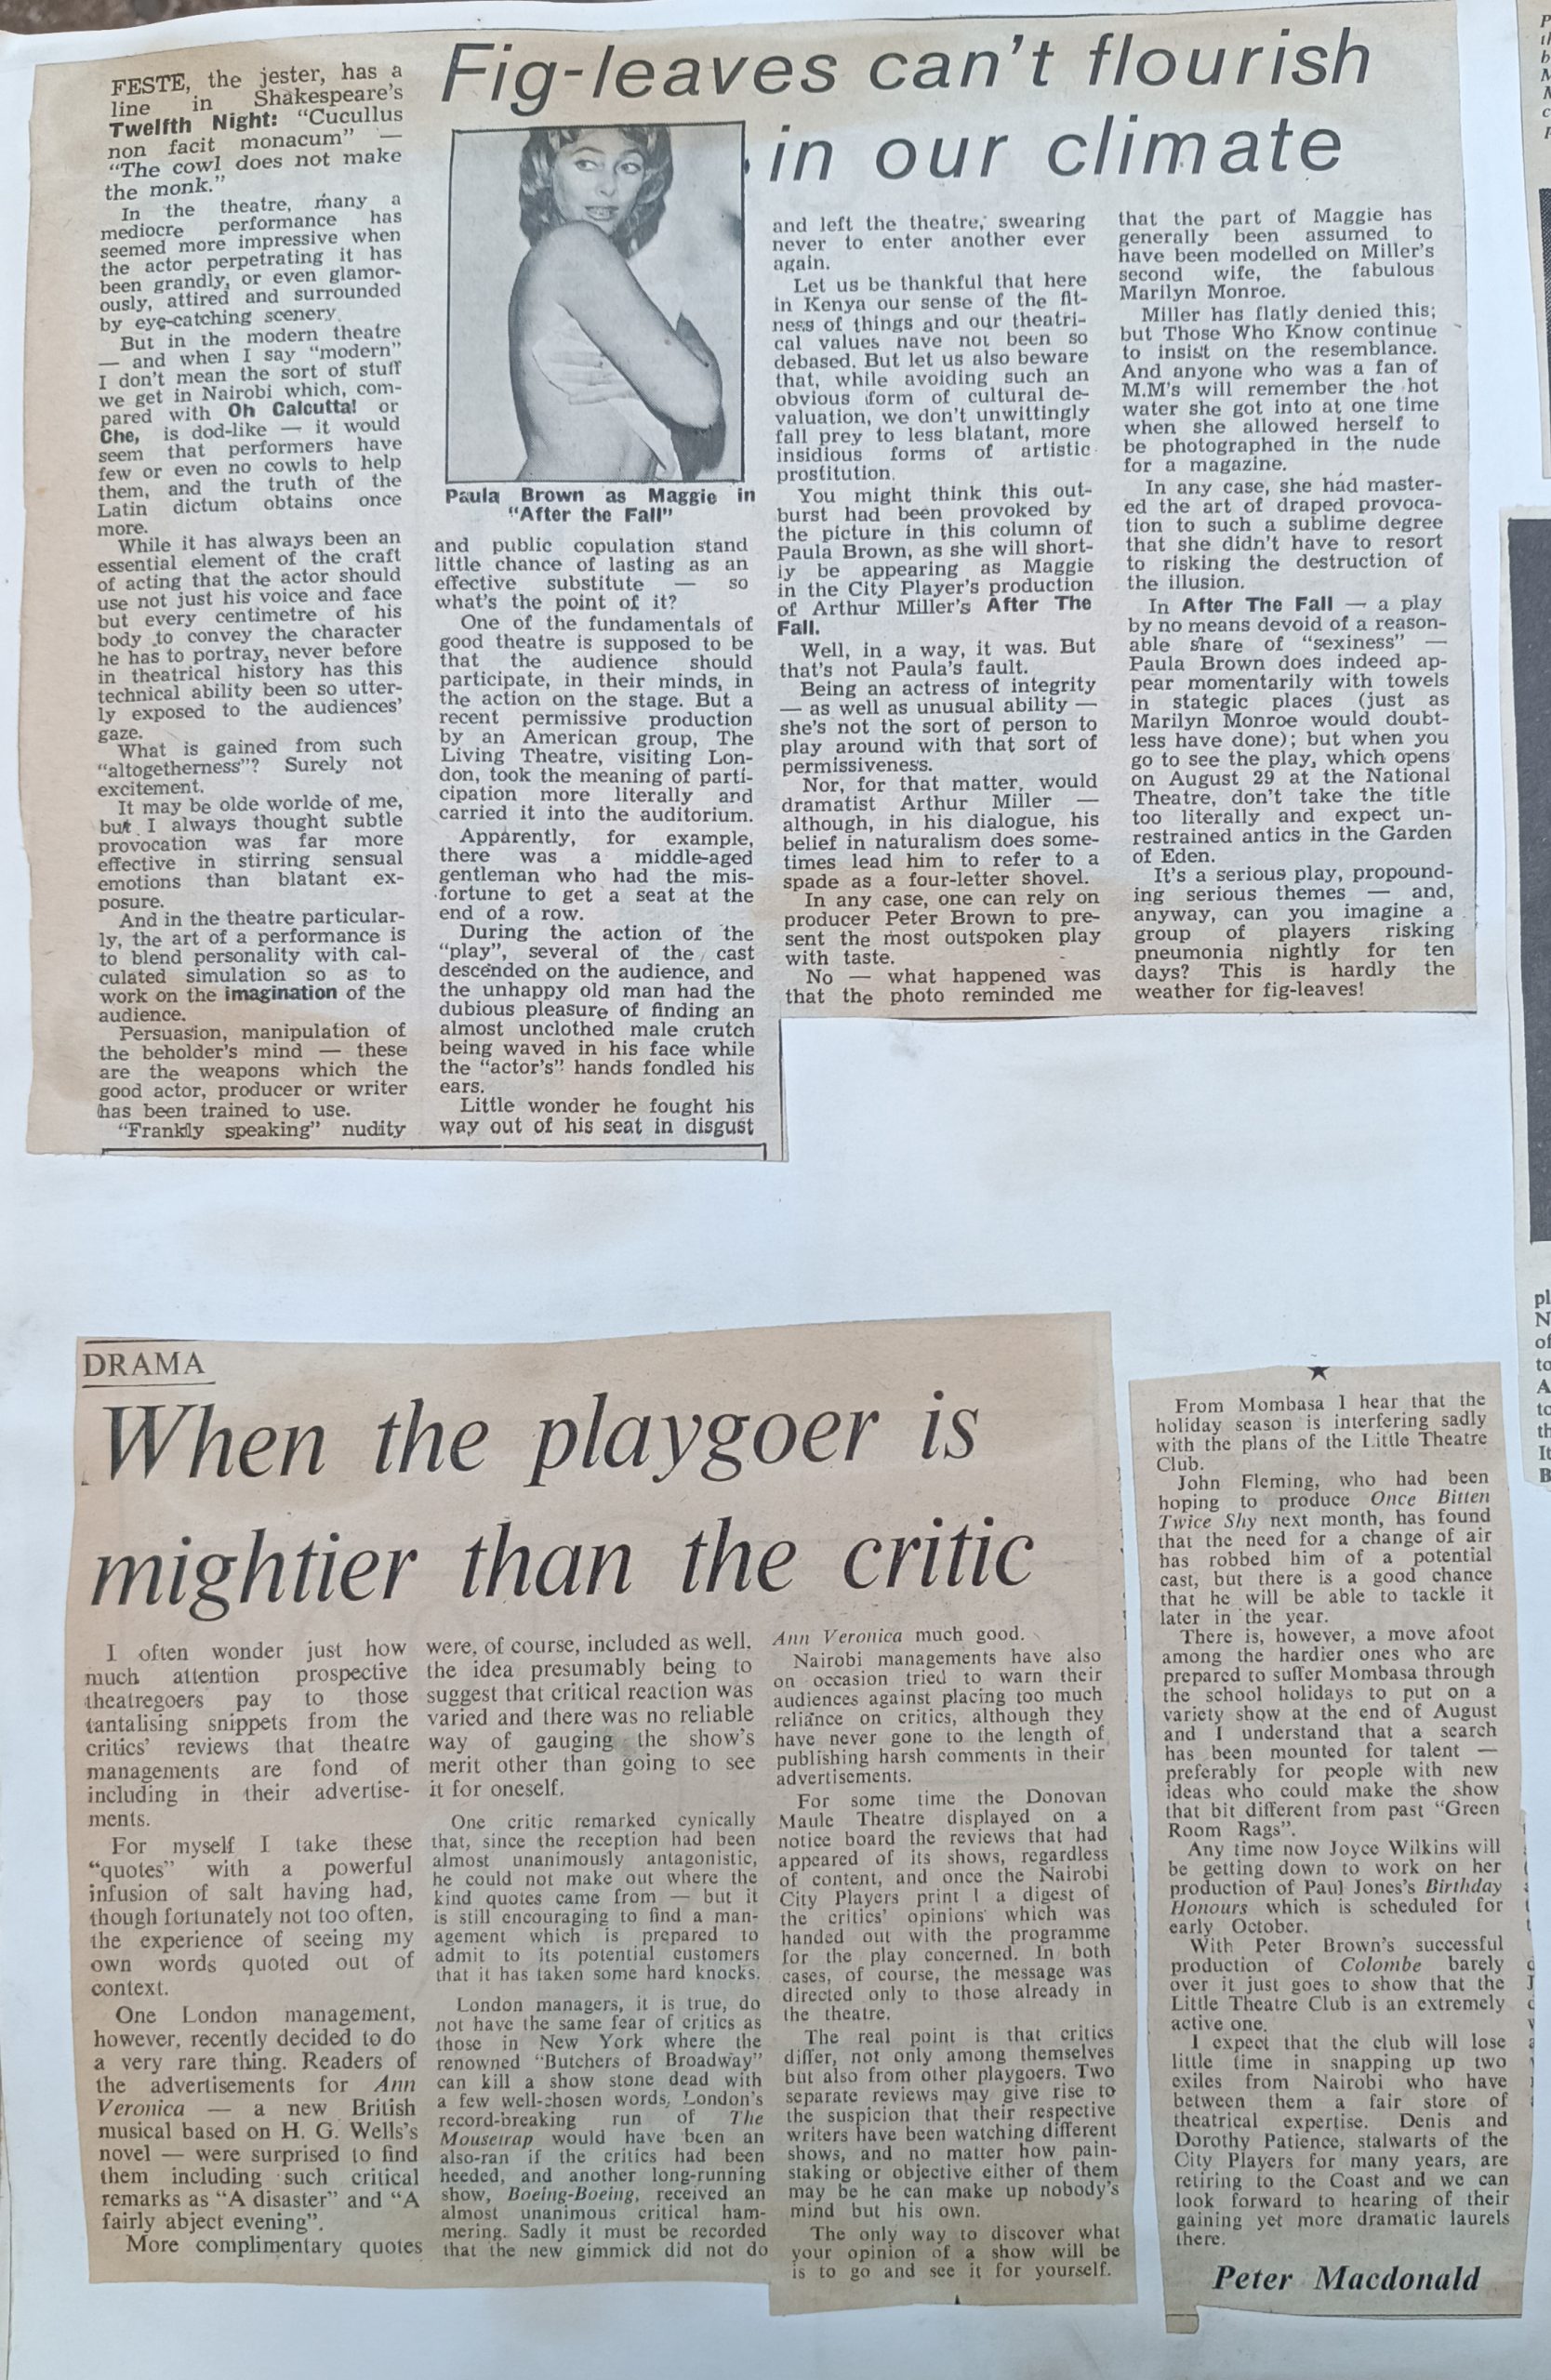 Fig-leaves can't flourish
in our climate
FESTE, the jester, has a
line in Shakespeare's
Twelfth Night: “Cucullus
non facit monacum” —
“The cowl does not make
the monk.”
In the theatre, many a
mediocre performance has
seemed more impressive when
the actor perpetrating it has
been grandly, or even glamor-
ously, attired and surrounded
by eye-catching scenery.
But in the modern theatre
— and when I say “modern”
I don't mean the sort of stuff
we get in Nairobi which, com-
pared with Oh Calcutta! or
Che, is dod-like — it would
seem that performers have
few or even no cowls to help
them, and the truth of the
Latin dictum obtains once
more.
While it has always been an
essential element of the craft
of acting that the actor should
use not just his voice and face
but every centimetre of his
body to convey the character
he has to portray, never before
in theatrical history has this
technical ability been so utter-
ly exposed to the audiences'
gaze.
What is gained from such
“altogetherness”? Surely not
excitement.
It may be olde worlde of me,
but I always thought subtle
provocation was far more
effective in stirring sensual
emotions than blatant ex-
posure.
And in the theatre particular-
ly, the art of a performance is
to blend personality with cal-
culated simulation so as to
work on the imagination of the
audience.
Persuasion, manipulation of
the beholder's mind — these
are the weapons which the
good actor, producer or writer
has been trained to use.
“Frankly speaking” nudity
Paula Brown as Maggie in
“After the Fall”
and public copulation stand
little chance of lasting as an
effective substitute — so
what's the point of it?
One of the fundamentals of
good theatre is supposed to be
that the audience should
participate, in their minds, in
the action on the stage. But a
recent permissive production
by an American group, The
Living Theatre, visiting Lon-
don, took the meaning of parti-
cipation more literally and
carried it into the auditorium.
Apparently, for example,
there was a middle-aged
gentleman who had the mis-
fortune to get a seat at the
end of a row.
During the action of the
“play”, several of the cast
descended on the audience, and
the unhappy old man had the
dubious pleasure of finding an
almost unclothed male crutch
being waved in his face while
the “actor's” hands fondled his
ears.
Little wonder he fought his
way out of his seat in disgust
and left the theatre, swearing
never to enter another ever
again.
Let us be thankful that here
in Kenya our sense of the fit-
ness of things and our theatri-
cal values have not been so
debased. But let us also beware
that, while avoiding such an
obvious form of cultural de-
valuation, we don't unwittingly
fall prey to less blatant, more
insidious forms of artistic
prostitution.
You might think this out-
burst had been provoked by
the picture in this column of
Paula Brown, as she will short-
ly be appearing as Maggie
in the City Player's production
of Arthur Miller's After The
Fall.
Well, in a way, it was. But
that's not Paula's fault.
Being an actress of integrity
— as well as unusual ability —
she's not the sort of person to
play around with that sort of
permissiveness.
Nor, for that matter, would
dramatist Arthur Miller —
although, in his dialogue, his
belief in naturalism does some-
times lead him to refer to a
spade as a four-letter shovel.
In any case, one can rely on
producer Peter Brown to pre-
sent the most outspoken play
with taste.
No — what happened was
that the photo reminded me
that the part of Maggie has
generally been assumed to
have been modelled on Miller's
second wife, the fabulous
Marilyn Monroe.
Miller has flatly denied this;
but Those Who Know continue
to insist on the resemblance.
And anyone who was a fan of
M.M's will remember the hot
water she got into at one time
when she allowed herself to
be photographed in the nude
for a magazine.
In any case, she had master-
ed the art of draped provoca-
tion to such a sublime degree
that she didn't have to resort
to risking the destruction of
the illusion.
In After The Fall — a play
by no means devoid of a reason-
able share of “sexiness” —
Paula Brown does indeed ap-
pear momentarily with towels
in stategic places (just as
Marilyn Monroe would doubt-
less have done); but when you
go to see the play, which opens
on August 29 at the National
Theatre, don't take the title
too literally and expect un-
restrained antics in the Garden
of Eden.
It's a serious play, propound-
ing serious themes — and,
anyway, can you imagine a
group of players risking
pneumonia nightly for ten
days? This is hardly the
weather for fig-leaves!
DRAMA
When the playgoer is
mightier than the critic
I often wonder just how
much attention prospective
theatregoers pay to those
tantalising snippets from the
critics' reviews that theatre
managements are fond of
including in their advertise-
ments.
For myself I take these
“quotes” with a powerful
infusion of salt having had,
though fortunately not too often,
the experience of seeing my
own words quoted out of
context.
One London management,
however, recently decided to do
a very rare thing. Readers of
the advertisements for Ann
Veronica — a new British
musical based on H. G. Wells's
novel — were surprised to find
them including such critical
remarks as “A disaster” and “A
fairly abject evening”.
More complimentary quotes
were, of course, included as well,
the idea presumably being to
suggest that critical reaction was
varied and there was no reliable
way of gauging the show's
merit other than going to see
it for oneself.
One critic remarked cynically
that, since the reception had been
almost unanimously antagonistic,
he could not make out where the
kind quotes came from — but it
is still encouraging to find a man-
agement which is prepared to
admit to its potential customers
that it has taken some hard knocks.
London managers, it is true, do
not have the same fear of critics as
those in New York where the
renowned “Butchers of Broadway”
can kill a show stone dead with
a few well-chosen words. London's
record-breaking run of The
Mousetrap would have been an
also-ran if the critics had been
heeded, and another long-running
show, Boeing-Boeing, received an
almost unanimous critical ham-
mering. Sadly it must be recorded
that the new gimmick did not do
Ann Veronica much good.
Nairobi managements have also
on occasion tried to warn their
audiences against placing too much
reliance on critics, although they
have never gone to the length of
publishing harsh comments in their
advertisements.
For some time the Donovan
Maule Theatre displayed on a
notice board the reviews that had
appeared of its shows, regardless
of content, and once the Nairobi
City Players print l a digest of
the critics' opinions which was
handed out with the programme
for the play concerned. In both
cases, of course, the message was
directed only to those already in
the theatre.
The real point is that critics
differ, not only among themselves
but also from other playgoers. Two
separate reviews may give rise to
the suspicion that their respective
writers have been watching different
shows, and no matter how pain-
staking or objective either of them
may be he can make up nobody's
mind but his own.
The only way to discover what
your opinion of a show will be
is to go and see it for yourself.
From Mombasa I hear that the
holiday season is interfering sadly
with the plans of the Little Theatre
Club.
John Fleming, who had been
hoping to produce Once Bitten
Twice Shy next month, has found
that the need for a change of air
has robbed him of a potential
cast, but there is a good chance
that he will be able to tackle it
later in the year.
There is, however, a move afoot
among the hardier ones who are
prepared to suffer Mombasa through
the school holidays to put on a
variety show at the end of August
and I understand that a search
has been mounted for talent —
preferably for people with new
ideas who could make the show
that bit different from past “Green
Room Rags”.
Any time now Joyce Wilkins will
be getting down to work on her
production of Paul Jones's Birthday
Honours which is scheduled for
early October.
With Peter Brown's successful
production of Colombe barely
over it just goes to show that the
Little Theatre Club is an extremely
active one.
I expect that the club will lose
little time in snapping up two
exiles from Nairobi who have
between them a fair store of
theatrical expertise. Denis and
Dorothy Patience, stalwarts of the
City Players for many years, are
retiring to the Coast and we can
look forward to hearing of their
gaining yet more dramatic laurels
there.
Peter Macdonald